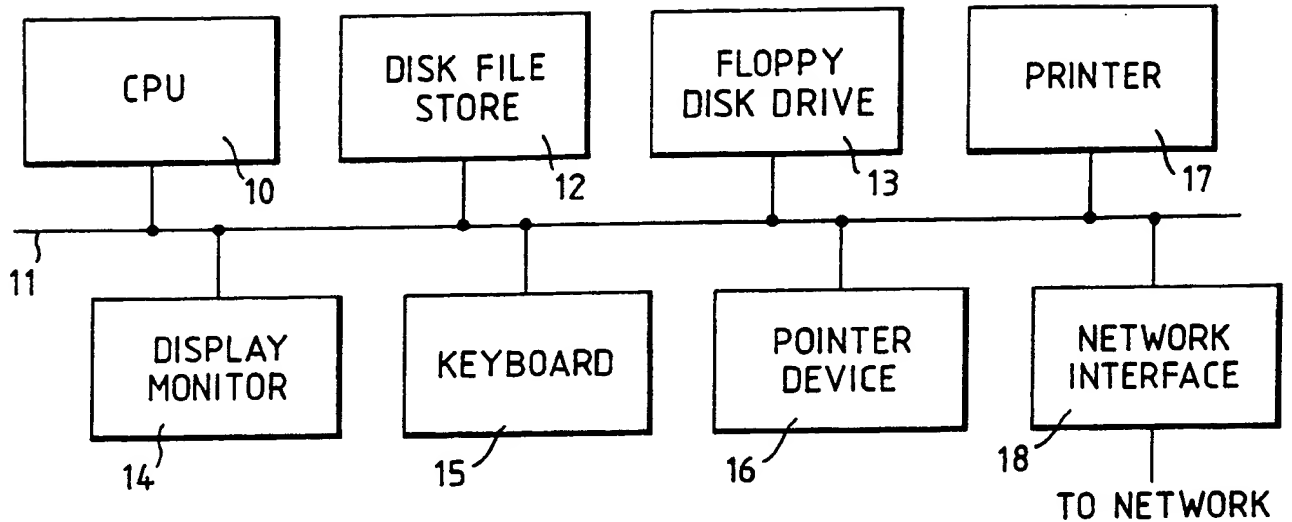 CPU
10
DISK FILE
STORE
12
FLOPPY
DISK DRIVE
13
PRINTER
17
11
DISPLAY
MONITOR
14
KEYBOARD
15
POINTER
DEVICE
16
NETWORK
INTERFACE
18
TO NETWORK